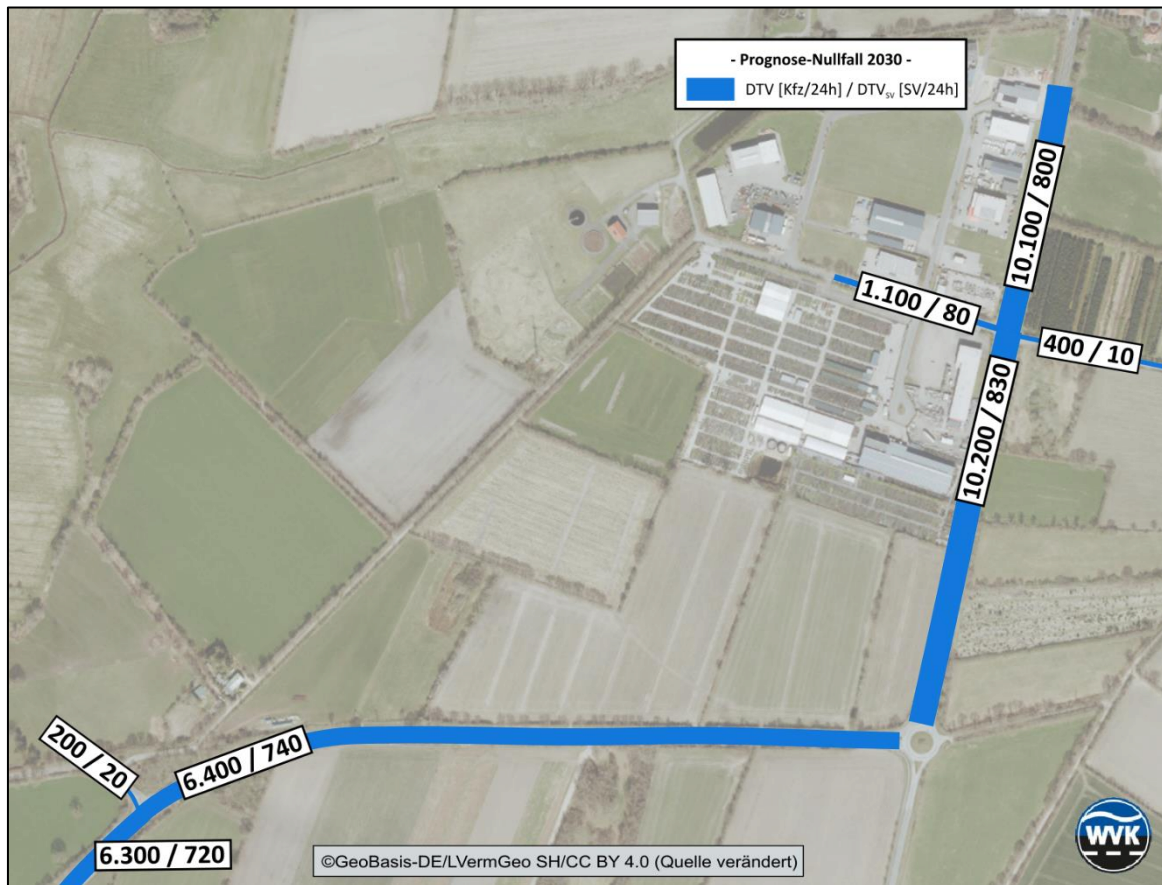 - Prognose-Nullfall 2030 -
DTV [Kfz/24h] / DTVsv [SV/24h]
10.100 / 800
1.100 / 80
400 / 10
10.200 / 830
200 / 20
6.400 / 740
6.300 / 720
©GeoBasis-DE/LVermGeo SH/CC BY 4.0 (Quelle verändert)
WVK